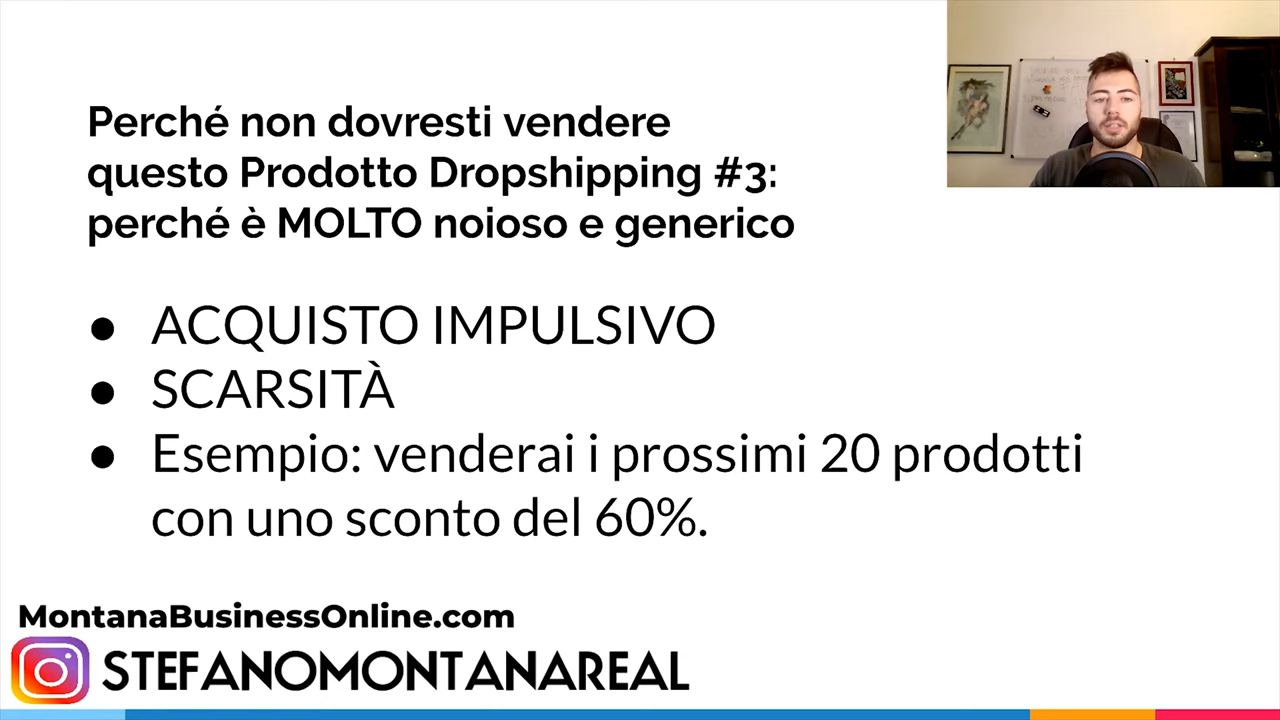 Perché non dovresti vendere
questo Prodotto Dropshipping #3:
perché è MOLTO noioso e generico
● ACQUISTO IMPULSIVO
● SCARSITÀ
● Esempio: venderai i prossimi 20 prodotti
con uno sconto del 60%.
MontanaBusinessOnline.com
STEFANOMONTANAREAL